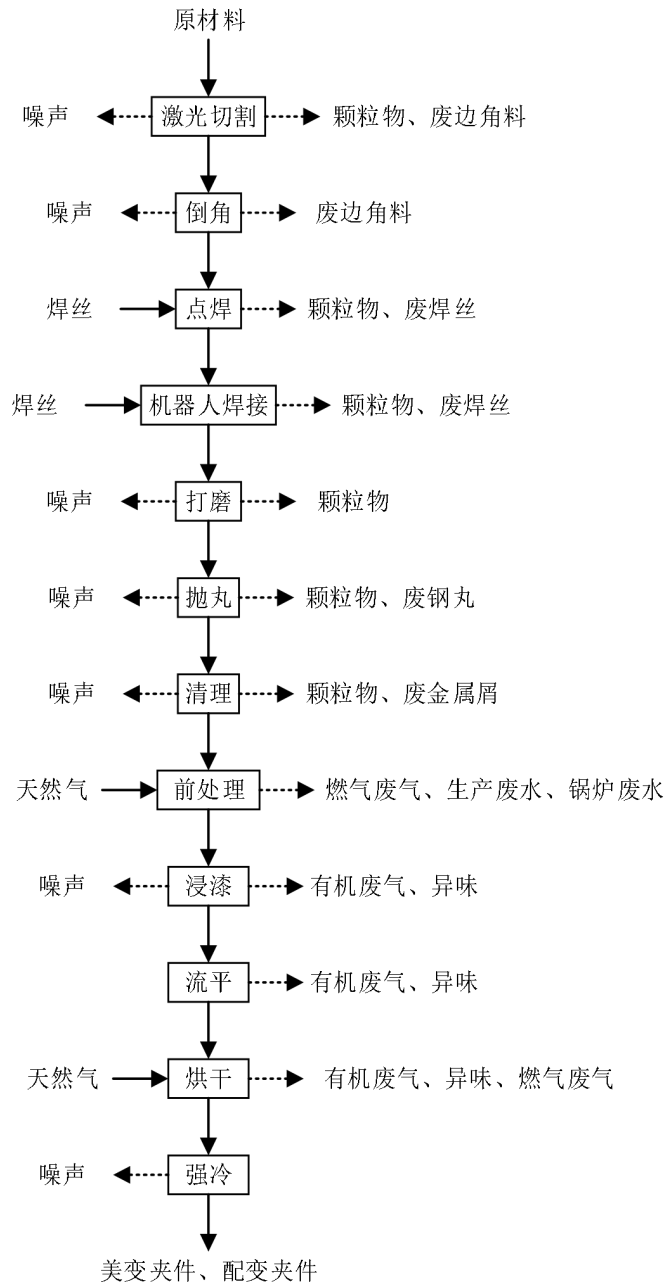 原材料
噪声 激光切割 颗粒物、废边角料
噪声 倒角 废边角料
焊丝 点焊 颗粒物、废焊丝
焊丝 机器人焊接 颗粒物、废焊丝
噪声 打磨 颗粒物
噪声 抛丸 颗粒物、废钢丸
噪声 清理 颗粒物、废金属屑
天然气 前处理 燃气废气、生产废水、锅炉废水
噪声 浸漆 有机废气、异味
流平 有机废气、异味
天然气 烘干 有机废气、异味、燃气废气
噪声 强冷
美变夹件、配变夹件